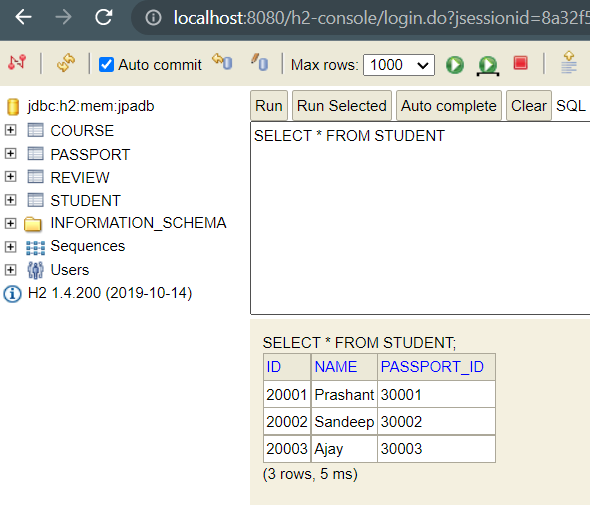 localhost:8080/h2-console/login.do?jsessionid=8a32f5
Auto commit Max rows: 1000
jdbc:h2:mem:jpadb
COURSE
PASSPORT
REVIEW
STUDENT
INFORMATION_SCHEMA
Sequences
Users
H2 1.4.200 (2019-10-14)
Run Run Selected Auto complete Clear SQL
SELECT * FROM STUDENT
SELECT * FROM STUDENT;
ID NAME PASSPORT_ID
20001 Prashant 30001
20002 Sandeep 30002
20003 Ajay 30003
(3 rows, 5 ms)